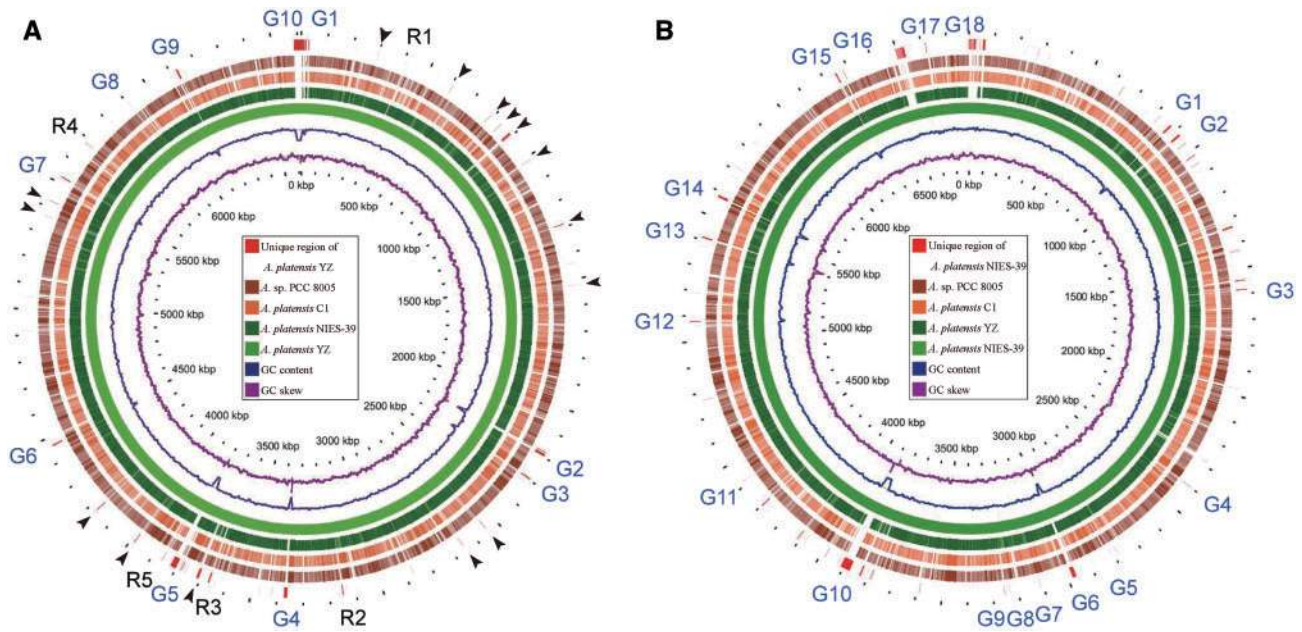 A
G10 G1
R1
G9
G8
R4
G7
G6
R5
G5
R3
G4
R2
G3
G2
0 kbp
500 kbp
1000 kbp
1500 kbp
2000 kbp
2500 kbp
3000 kbp
3500 kbp
4000 kbp
4500 kbp
5000 kbp
5500 kbp
6000 kbp
Unique region of
A. platensis YZ
A. sp. PCC 8005
A. platensis C1
A. platensis NIES-39
A. platensis YZ
GC content
GC skew
B
G16 G17 G18
G15
G1
G2
G14
G13
G3
G12
G4
G11
G5
G10
G9 G8 G7 G6
0 kbp
500 kbp
1000 kbp
1500 kbp
2000 kbp
2500 kbp
3000 kbp
3500 kbp
4000 kbp
4500 kbp
5000 kbp
5500 kbp
6000 kbp
6500 kbp
Unique region of
A. platensis NIES-39
A. sp. PCC 8005
A. platensis C1
A. platensis YZ
A. platensis NIES-39
GC content
GC skew